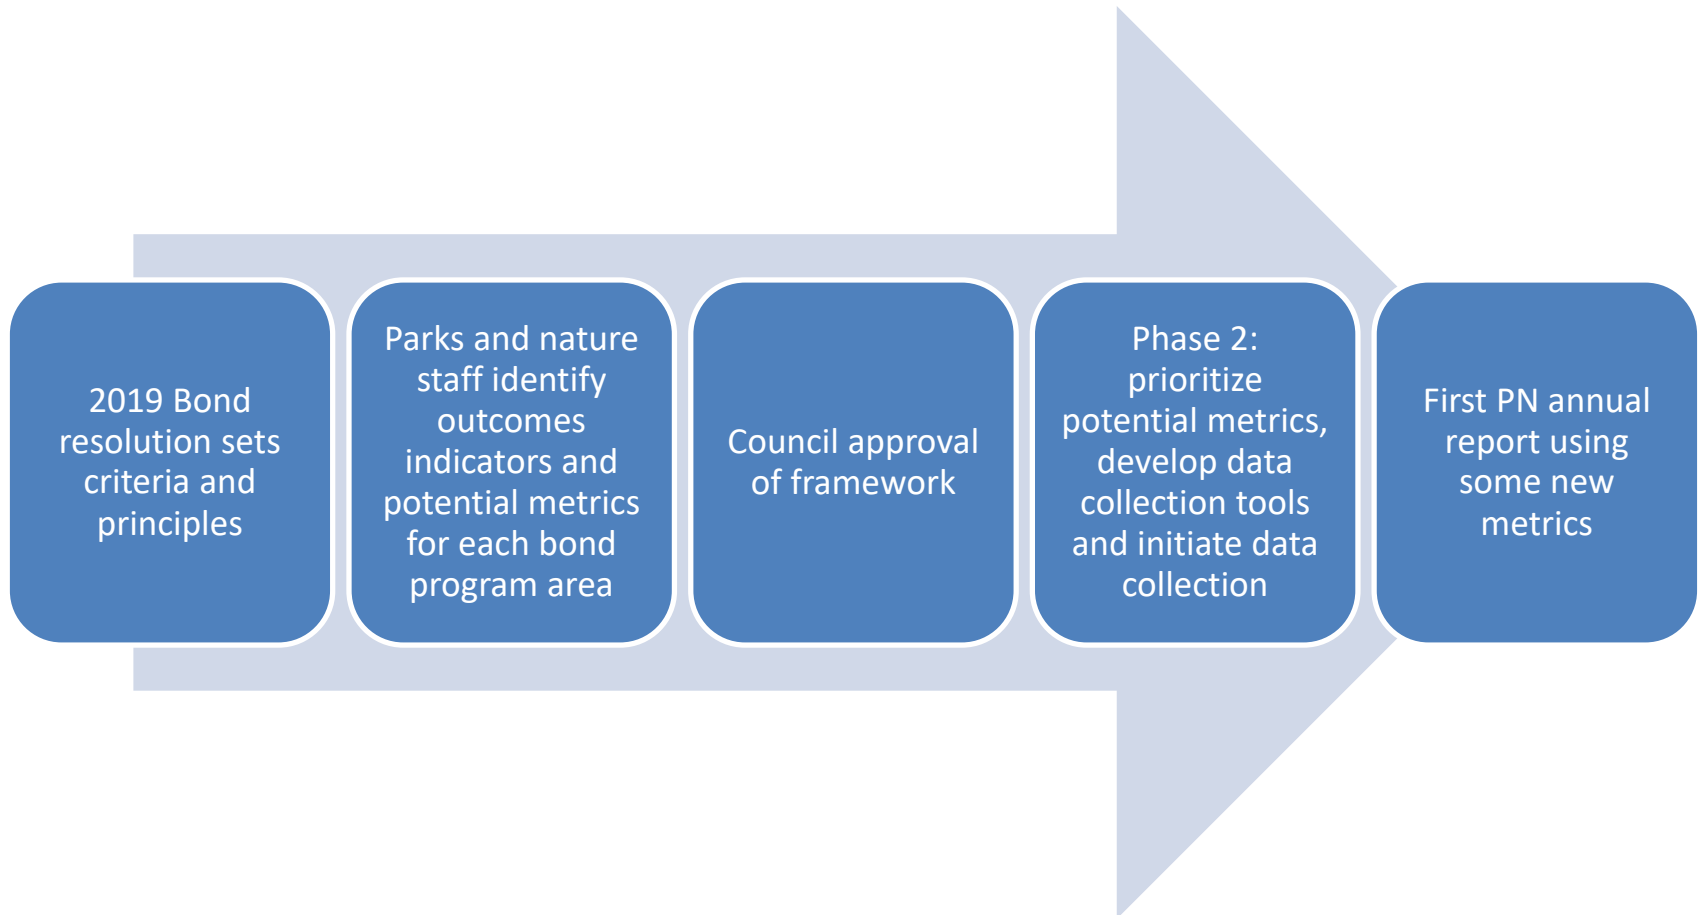 2019 Bond
resolution sets
criteria and
principles
Parks and nature
staff identify
outcomes
indicators and
potential metrics
for each bond
program area
Council approval
of framework
Phase 2:
prioritize
potential metrics,
develop data
collection tools
and initiate data
collection
First PN annual
report using
some new
metrics